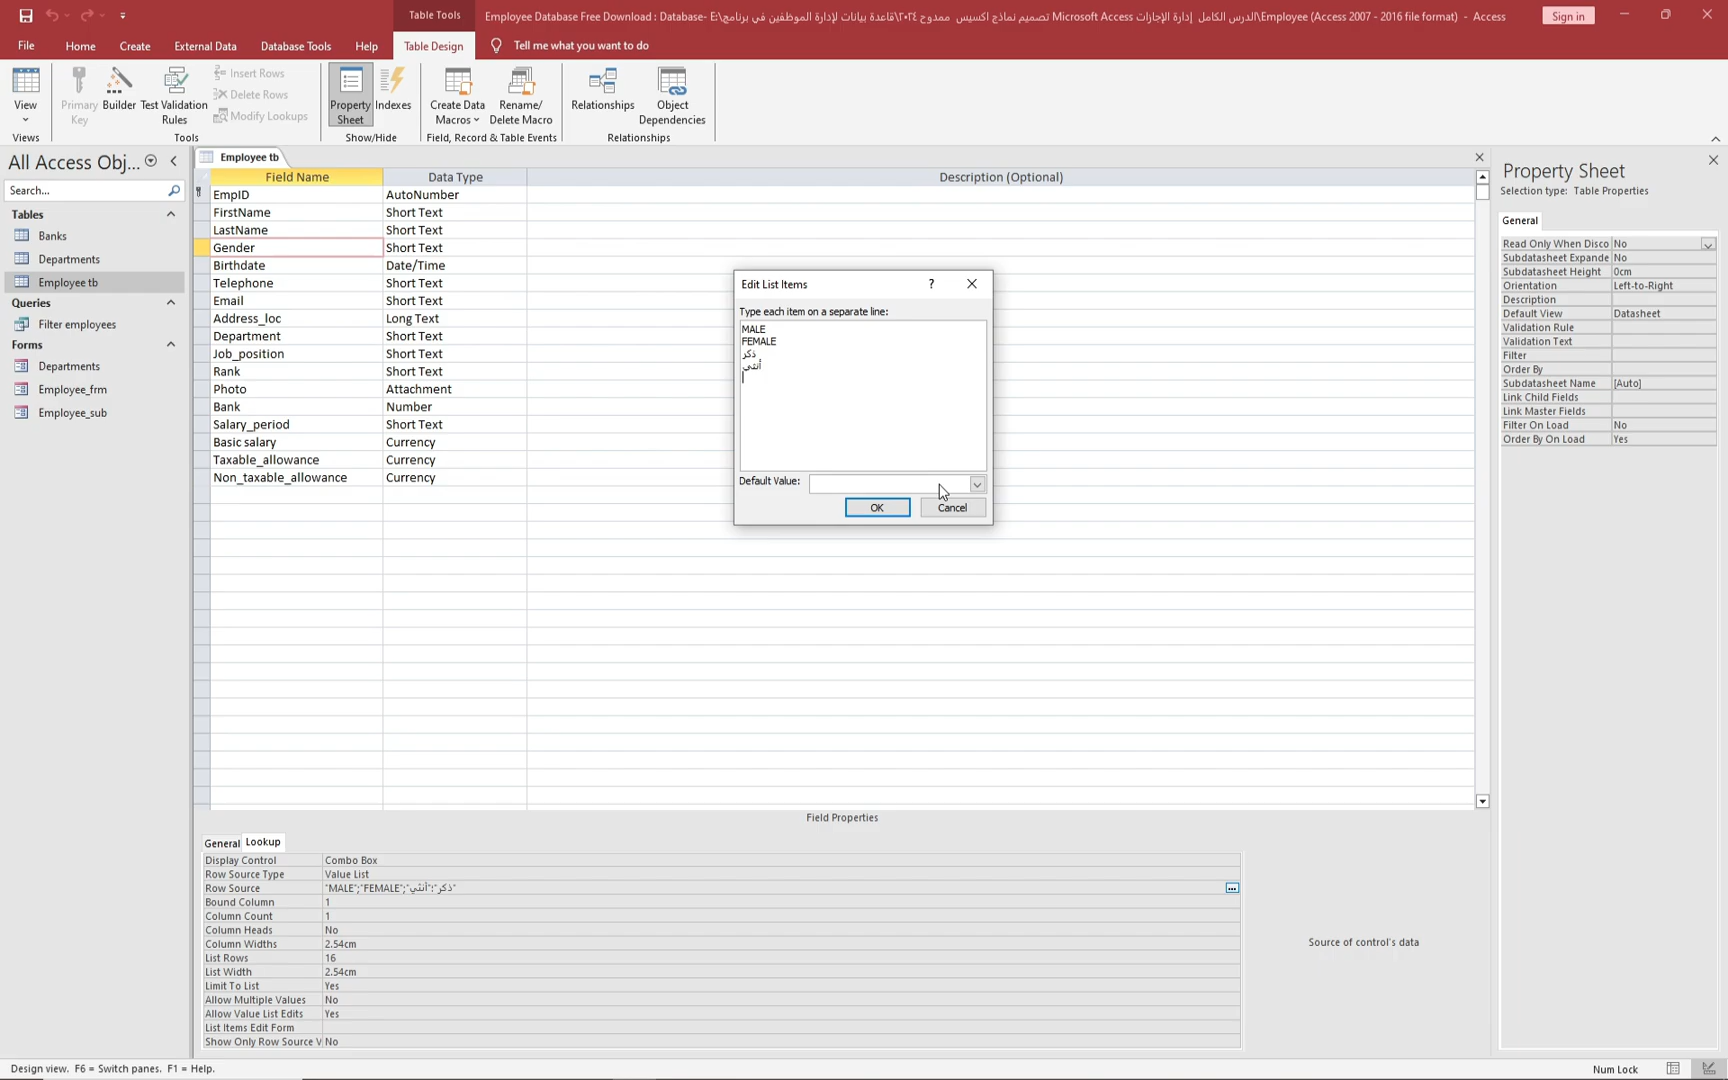 Table Tools
Employee Database Free Download : Database- E:\قاعدة بيانات لإدارة الموظفين في برنامج\ممدوح ٢٠٢٤ تصميم نماذج اكسيس Microsoft Access الدرس الكامل إدارة الإجازات\Employee (Access 2007 - 2016 file format) - Access
Sign in
File Home Create External Data Database Tools Help Table Design Tell me what you want to do
View
Primary Key
Builder
Test Validation Rules
Insert Rows
Delete Rows
Modify Lookups
Property Sheet
Indexes
Create Data Macros
Rename/ Delete Macro
Relationships
Object Dependencies
Views
Tools
Show/Hide
Field, Record & Table Events
Relationships
All Access Obj...
Search...
Tables
Banks
Departments
Employee tb
Queries
Filter employees
Forms
Departments
Employee_frm
Employee_sub
Employee tb
Field Name Data Type Description (Optional)
EmpID AutoNumber
FirstName Short Text
LastName Short Text
Gender Short Text
Birthdate Date/Time
Telephone Short Text
Email Short Text
Address_loc Long Text
Department Short Text
Job_position Short Text
Rank Short Text
Photo Attachment
Bank Number
Salary_period Short Text
Basic salary Currency
Taxable_allowance Currency
Non_taxable_allowance Currency
Edit List Items ?
Type each item on a separate line:
MALE
FEMALE
ذكر
أنثي
Default Value:
OK Cancel
Field Properties
General Lookup
Display Control Combo Box
Row Source Type Value List
Row Source "MALE";"FEMALE";"ذكر";"أنثي"
Bound Column 1
Column Count 1
Column Heads No
Column Widths 2.54cm
List Rows 16
List Width 2.54cm
Limit To List Yes
Allow Multiple Values No
Allow Value List Edits Yes
List Items Edit Form
Show Only Row Source V No
Source of control's data
Property Sheet
Selection type: Table Properties
General
Read Only When Disco No
Subdatasheet Expande No
Subdatasheet Height 0cm
Orientation Left-to-Right
Description
Default View Datasheet
Validation Rule
Validation Text
Filter
Order By
Subdatasheet Name [Auto]
Link Child Fields
Link Master Fields
Filter On Load No
Order By On Load Yes
Design view. F6 = Switch panes. F1 = Help.
Num Lock